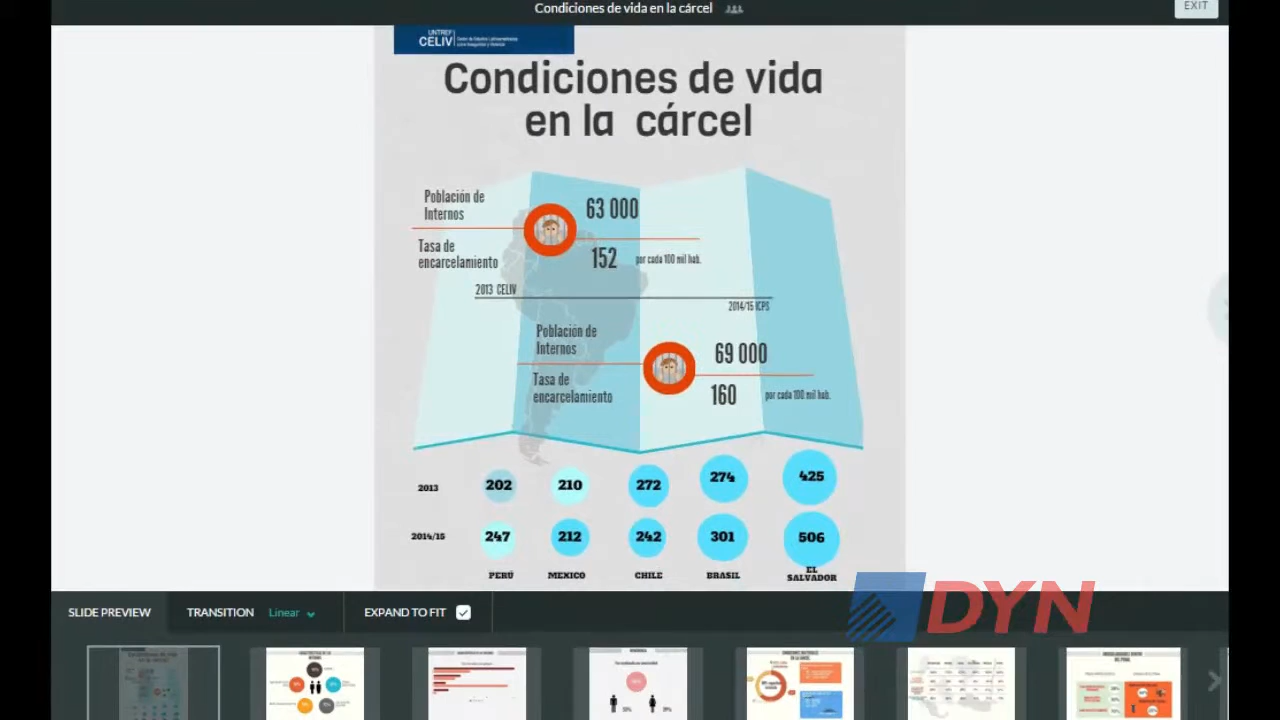 Condiciones de vida en la cárcel
EXIT
UNTREF
CELIV
Condiciones de vida
en la cárcel
Población de
Internos
63 000
Tasa de
encarcelamiento
152
por cada 100 mil hab.
2013 CELIV
2014/15 ICPS
Población de
Internos
69 000
Tasa de
encarcelamiento
160
por cada 100 mil hab.
2013 202 210 272 274 425
2014/15 247 212 242 301 506
PERÚ MEXICO CHILE BRASIL EL SALVADOR
SLIDE PREVIEW TRANSITION Linear EXPAND TO FIT
DYN